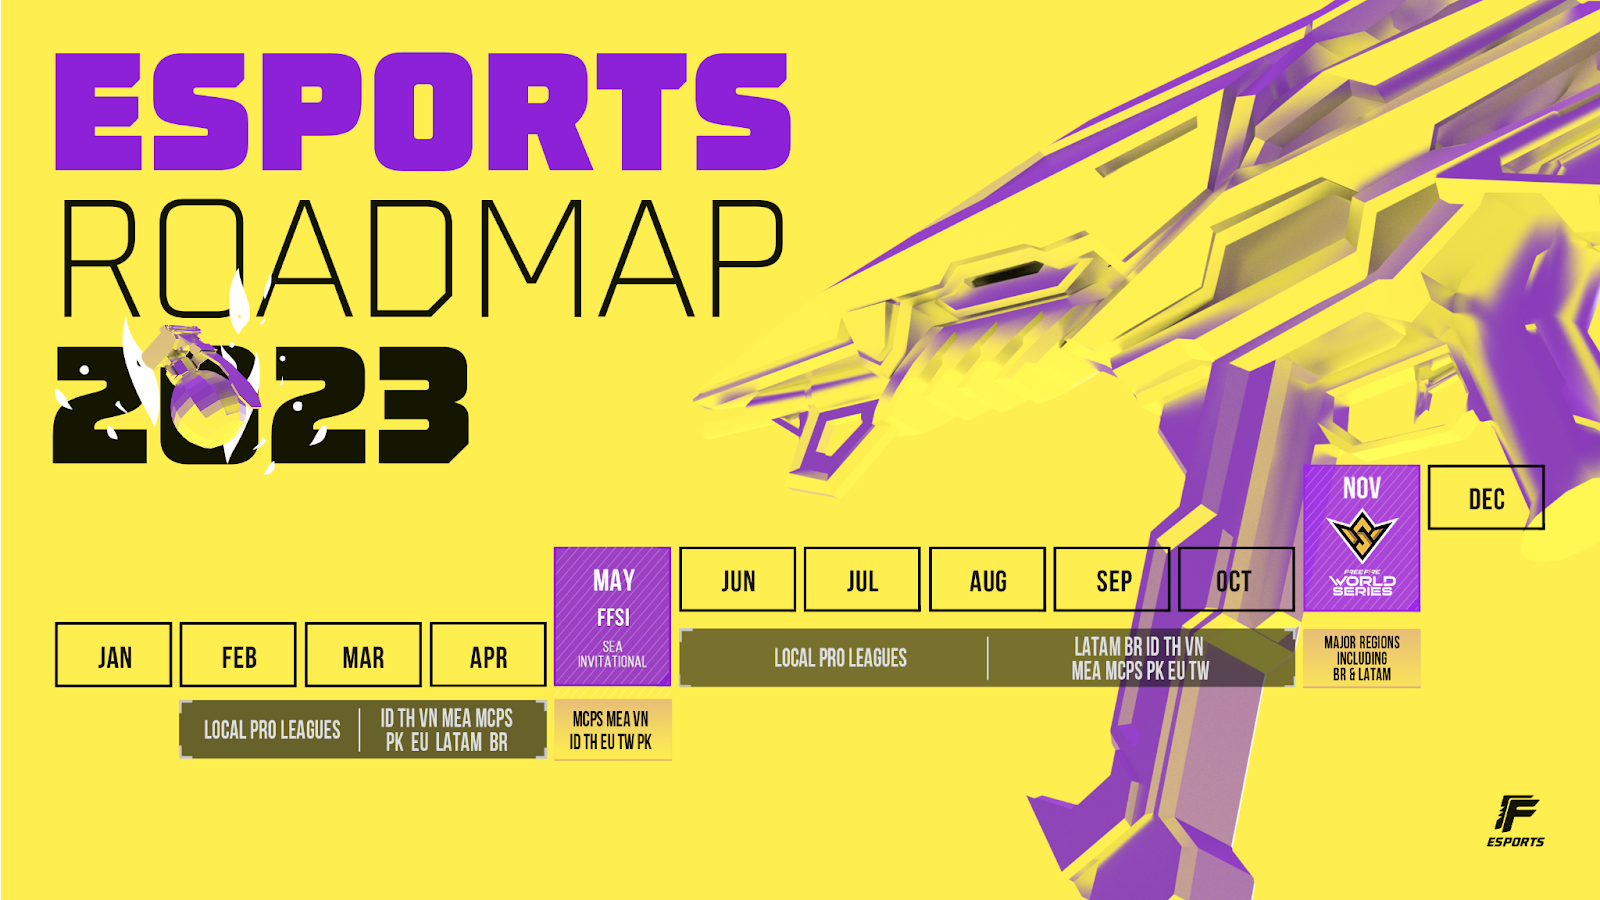 ESPORTS
ROADMAP
2023
JAN
FEB
MAR
APR
MAY
FFSI
SEA
INVITATIONAL
JUN
JUL
AUG
SEP
OCT
NOV
FREE FIRE
WORLD
SERIES
DEC
LOCAL PRO LEAGUES
ID TH VN MEA MCPS
PK EU LATAM BR
MCPS MEA VN
ID TH EU TW PK
LOCAL PRO LEAGUES
LATAM BR ID TH VN
MEA MCPS PK EU TW
MAJOR REGIONS
INCLUDING
BR & LATAM
ESPORTS